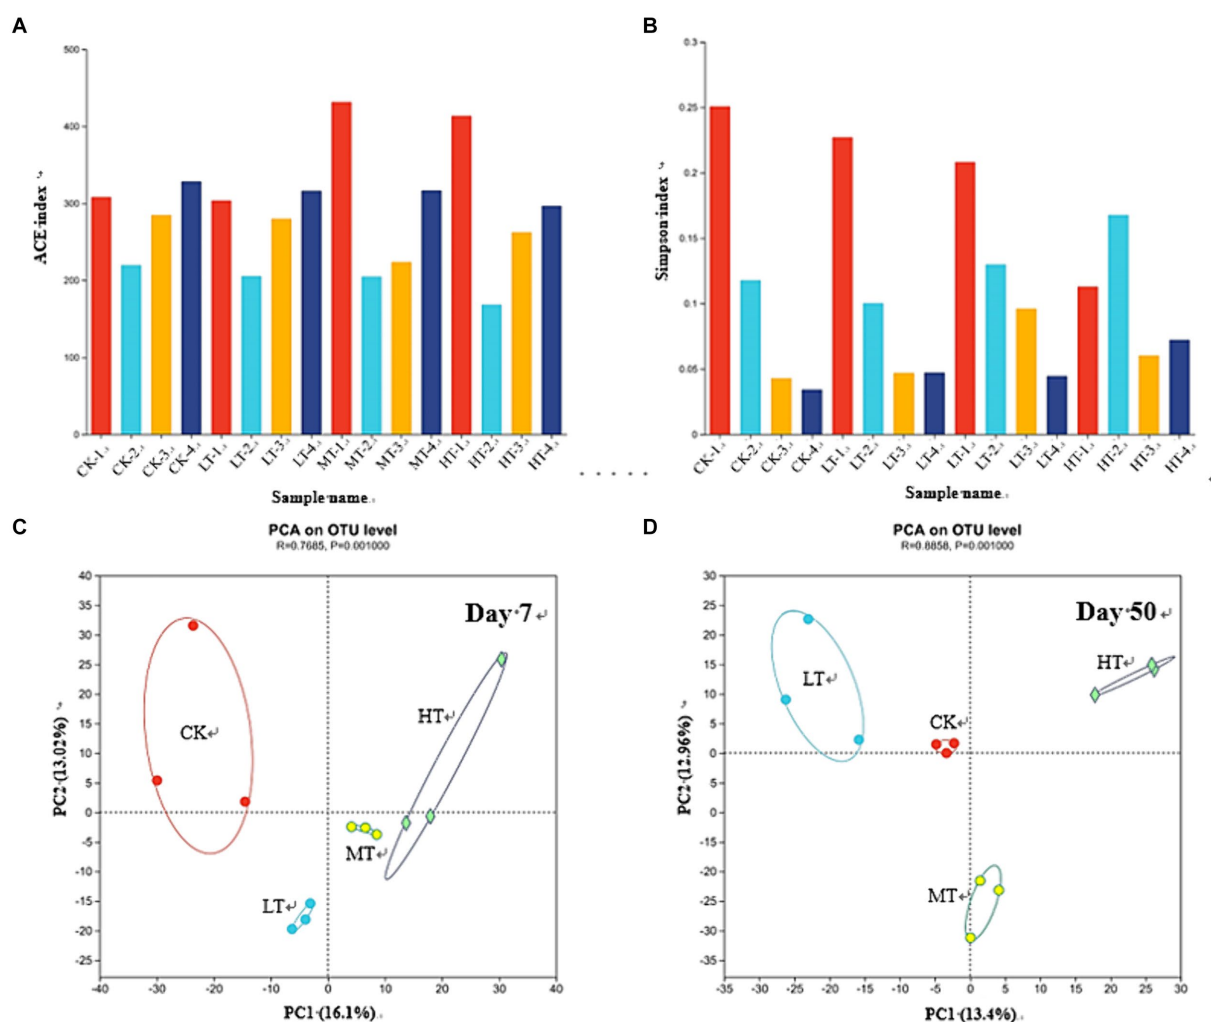 A
500
400
300
200
100
0
ACE·index
CK-1
CK-2
CK-3
CK-4
LT-1
LT-2
LT-3
LT-4
MT-1
MT-2
MT-3
MT-4
HT-1
HT-2
HT-3
HT-4
Sample·name
B
0.3
0.25
0.2
0.15
0.1
0.05
0
Simpson·index
CK-1
CK-2
CK-3
CK-4
LT-1
LT-2
LT-3
LT-4
LT-1
LT-2
LT-3
LT-4
HT-1
HT-2
HT-3
HT-4
Sample·name
C
PCA on OTU level
R=0.7685, P=0.001000
Day·7
40
35
30
25
20
15
10
5
0
-5
-10
-15
-20
-25
PC2·(13.02%)
CK
HT
MT
LT
-40 -30 -20 -10 0 10 20 30 40
PC1·(16.1%)
D
PCA on OTU level
R=0.8858, P=0.001000
Day·50
30
25
20
15
10
5
0
-5
-10
-15
-20
-25
-30
-35
PC2·(12.96%)
HT
LT
CK
MT
-35 -30 -25 -20 -15 -10 -5 0 5 10 15 20 25 30
PC1·(13.4%)